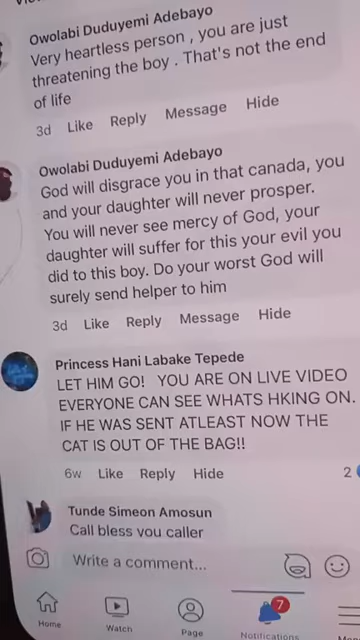 Owolabi Duduyemi Adebayo
Very heartless person , you are just
threatening the boy . That's not the end
of life
3d Like Reply Message Hide
Owolabi Duduyemi Adebayo
God will disgrace you in that canada, you
and your daughter will never prosper.
You will never see mercy of God, your
daughter will suffer for this your evil you
did to this boy. Do your worst God will
surely send helper to him
3d Like Reply Message Hide
Princess Hani Labake Tepede
LET HIM GO! YOU ARE ON LIVE VIDEO
EVERYONE CAN SEE WHATS HKING ON.
IF HE WAS SENT ATLEAST NOW THE
CAT IS OUT OF THE BAG!!
6w Like Reply Hide 2
Tunde Simeon Amosun
Call bless you caller
Write a comment...
7
Home Watch Page Notifications